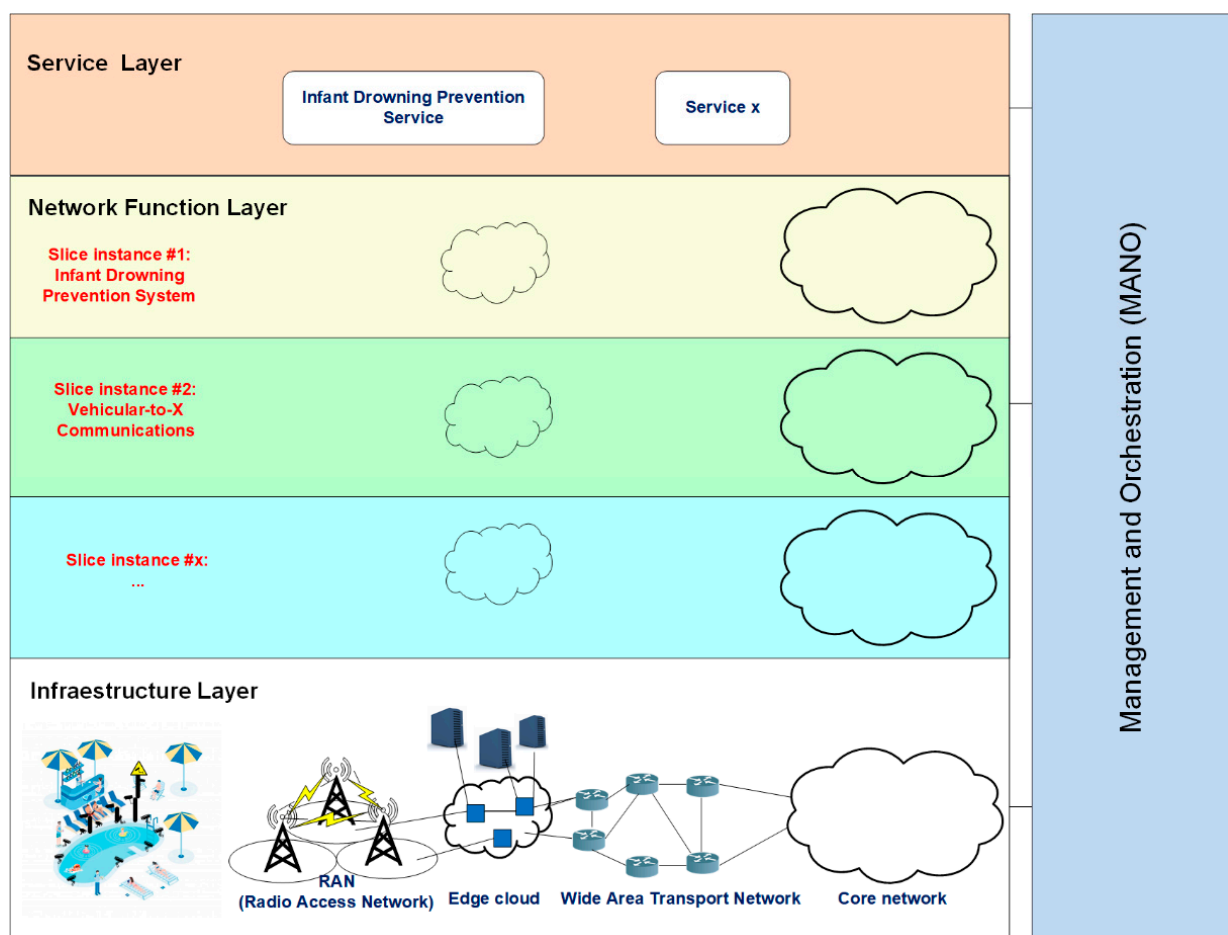 Service Layer
Infant Drowning Prevention
Service
Service x
Network Function Layer
Slice instance #1:
Infant Drowning
Prevention System
Slice instance #2:
Vehicular-to-X
Communications
Slice instance #x:
...
Infraestructure Layer
RAN
(Radio Access Network)
Edge cloud
Wide Area Transport Network
Core network
Management and Orchestration (MANO)